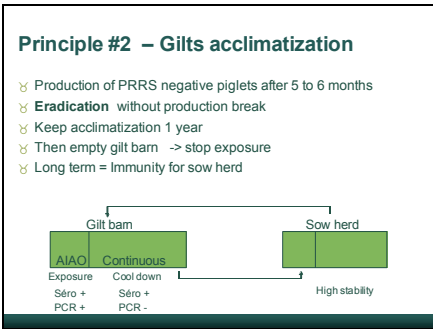 Principle #2 – Gilts acclimatization
Production of PRRS negative piglets after 5 to 6 months
Eradication without production break
Keep acclimatization 1 year
Then empty gilt barn -> stop exposure
Long term = Immunity for sow herd
Gilt barn
Sow herd
AIAO Continuous
Exposure Cool down
High stability
Séro + Séro +
PCR + PCR -